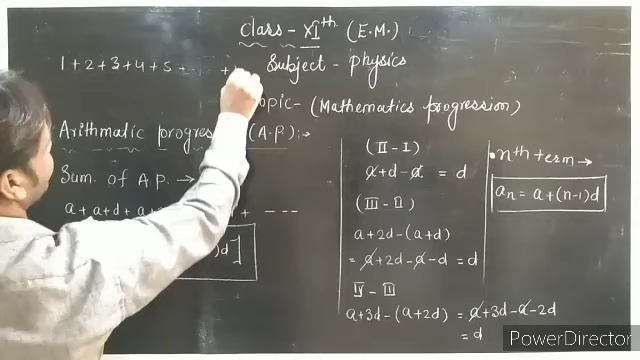 Class - XIth (E.M.)
1 + 2 + 3 + 4 + 5 + --- +
Subject - physics
opic - (Mathematics progression)
Arithmatic progres (A.P.) :→
Sum of A.P. →
a + a+d + a + ---
)d]
(II - I)
a + d - a = d
(III - II)
a + 2d - (a + d)
= a + 2d - a - d = d
IV - III
a + 3d - (a + 2d) = a + 3d - a - 2d
= d
nth term →
an = a + (n-1)d
PowerDirector